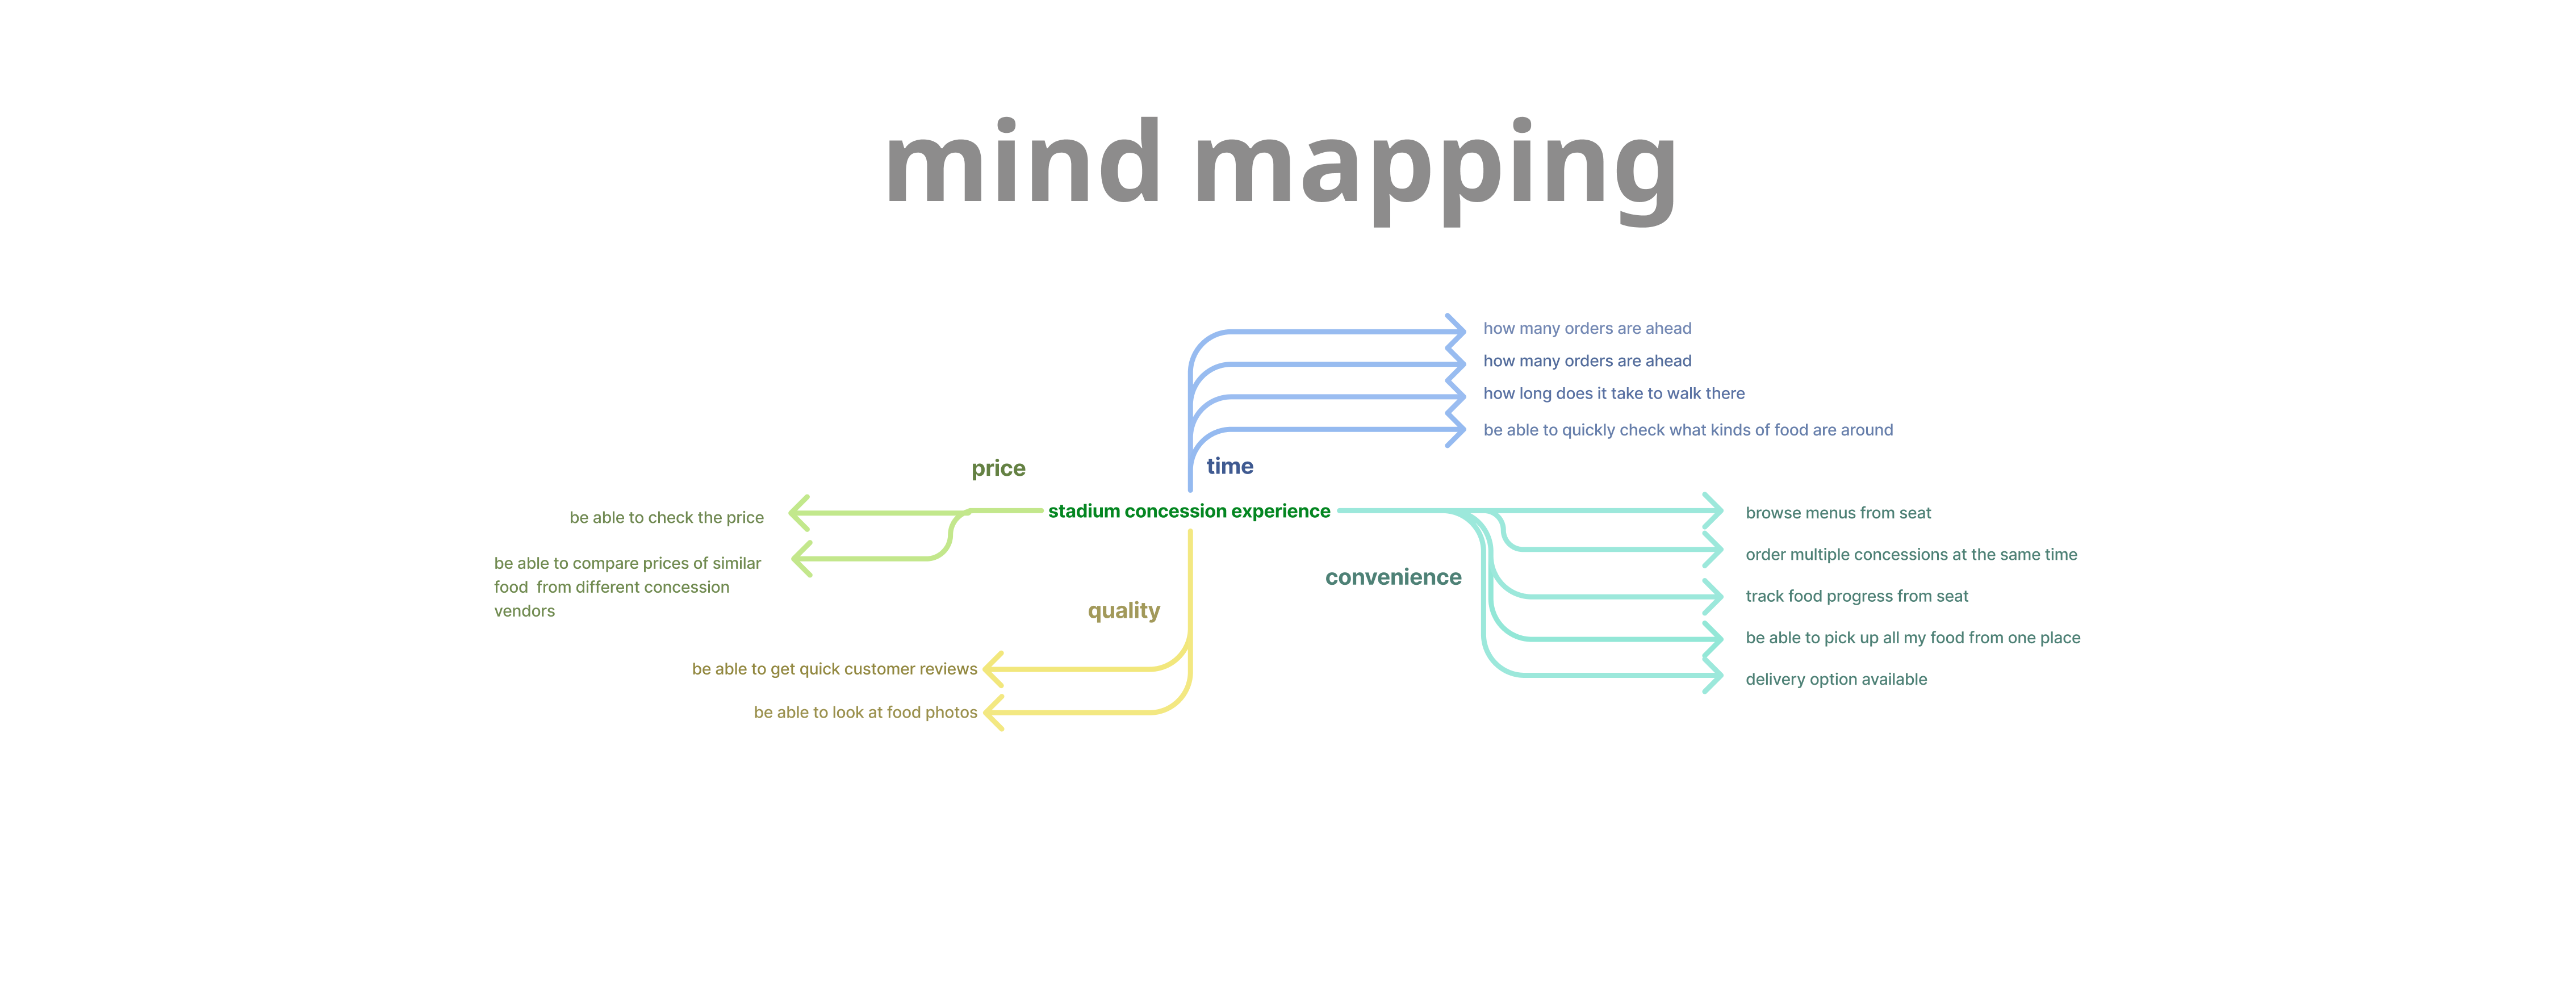 mind mapping
how many orders are ahead
how many orders are ahead
how long does it take to walk there
be able to quickly check what kinds of food are around
price
time
stadium concession experience
be able to check the price
be able to compare prices of similar
food  from different concession
vendors
browse menus from seat
order multiple concessions at the same time
convenience
track food progress from seat
be able to pick up all my food from one place
delivery option available
quality
be able to get quick customer reviews
be able to look at food photos